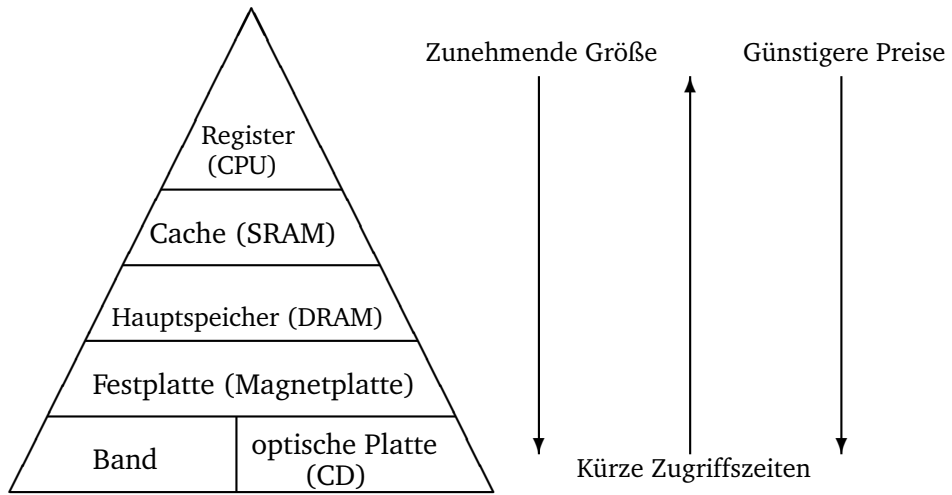 Zunehmende Größe
Günstigere Preise
Register
(CPU)
Cache (SRAM)
Hauptspeicher (DRAM)
Festplatte (Magnetplatte)
Band
optische Platte
(CD)
Kürze Zugriffszeiten